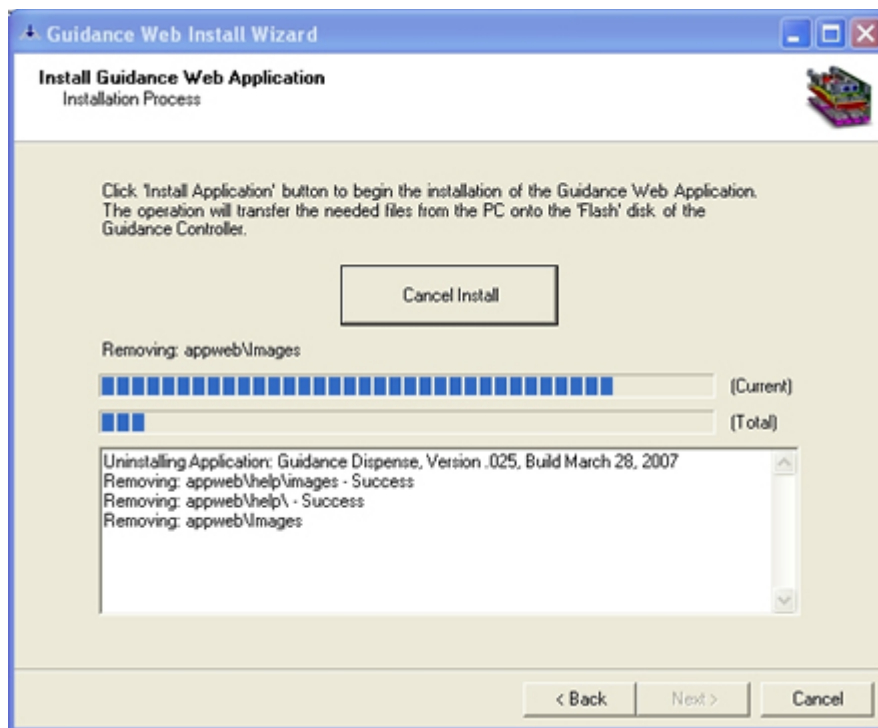 Guidance Web Install Wizard
Install Guidance Web Application
Installation Process
Click 'Install Application' button to begin the installation of the Guidance Web Application.
The operation will transfer the needed files from the PC onto the 'Flash' disk of the
Guidance Controller.
Cancel Install
Removing: appweb\Images
(Current)
(Total)
Uninstalling Application: Guidance Dispense, Version .025, Build March 28, 2007
Removing: appweb\help\images - Success
Removing: appweb\help\ - Success
Removing: appweb\Images
< Back Next > Cancel